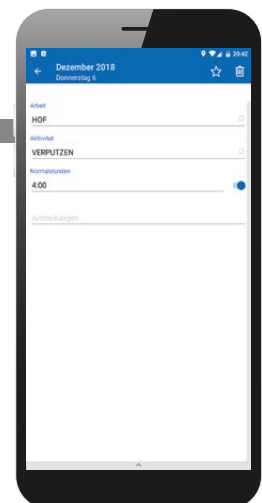 20:42
Dezember 2018
Donnerstag 6
Arbeit
HOF
Aktivität
VERPUTZEN
Normalstunden
4:00
Anmerkungen